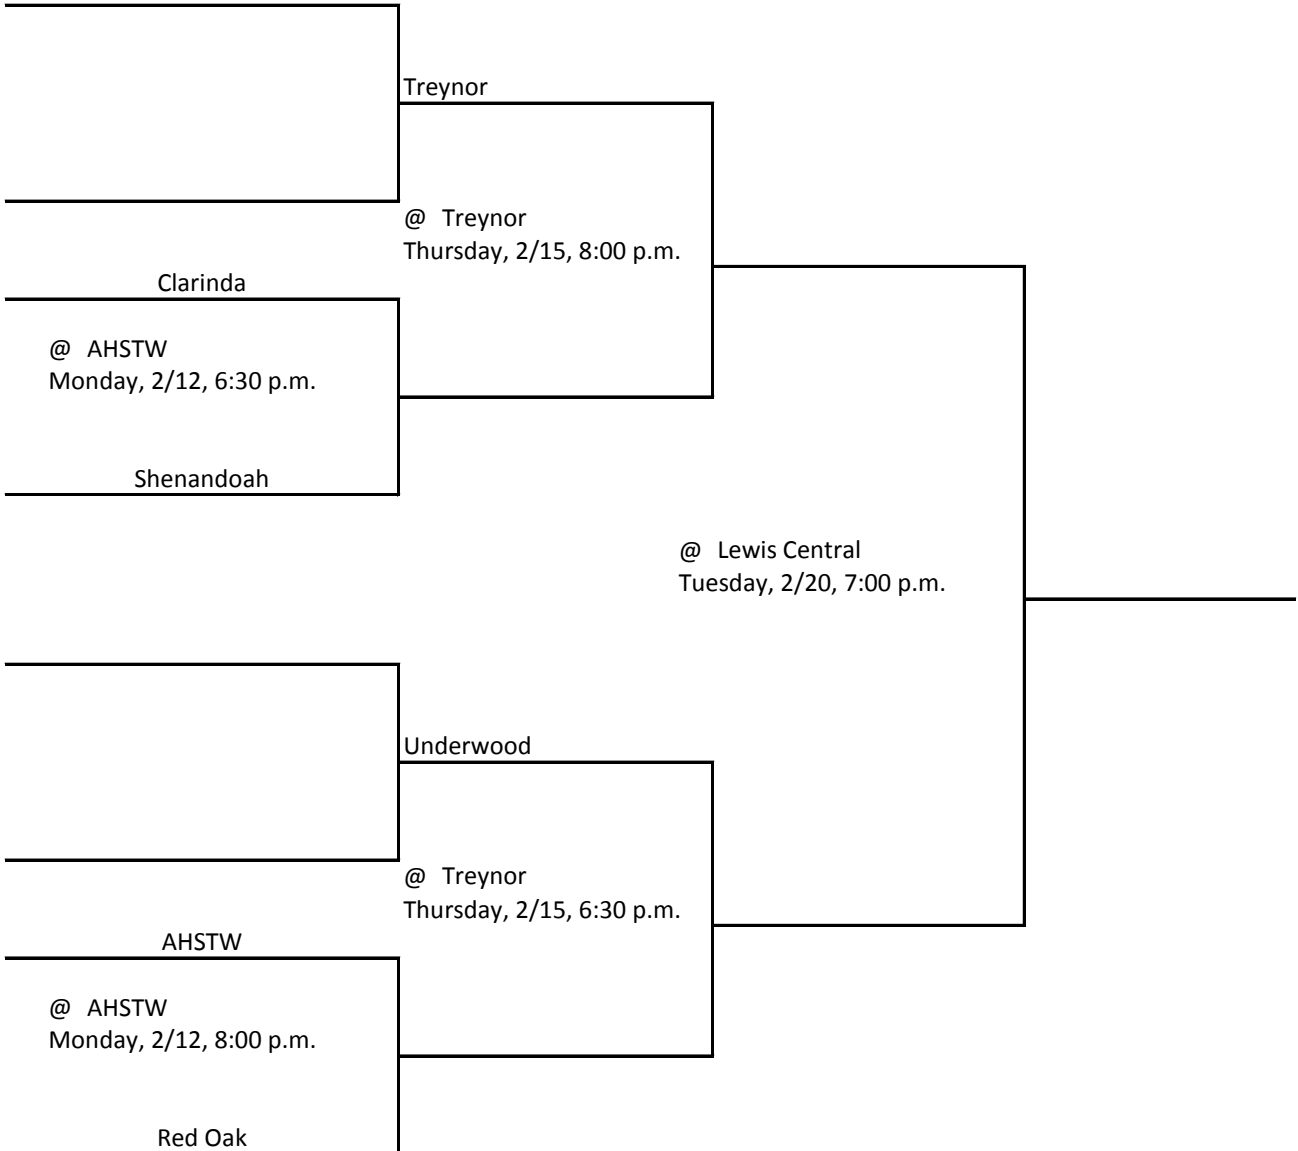 Treynor
@ Treynor
Thursday, 2/15, 8:00 p.m.
Clarinda
@ AHSTW
Monday, 2/12, 6:30 p.m.
Shenandoah
@ Lewis Central
Tuesday, 2/20, 7:00 p.m.
Underwood
@ Treynor
Thursday, 2/15, 6:30 p.m.
AHSTW
@ AHSTW
Monday, 2/12, 8:00 p.m.
Red Oak